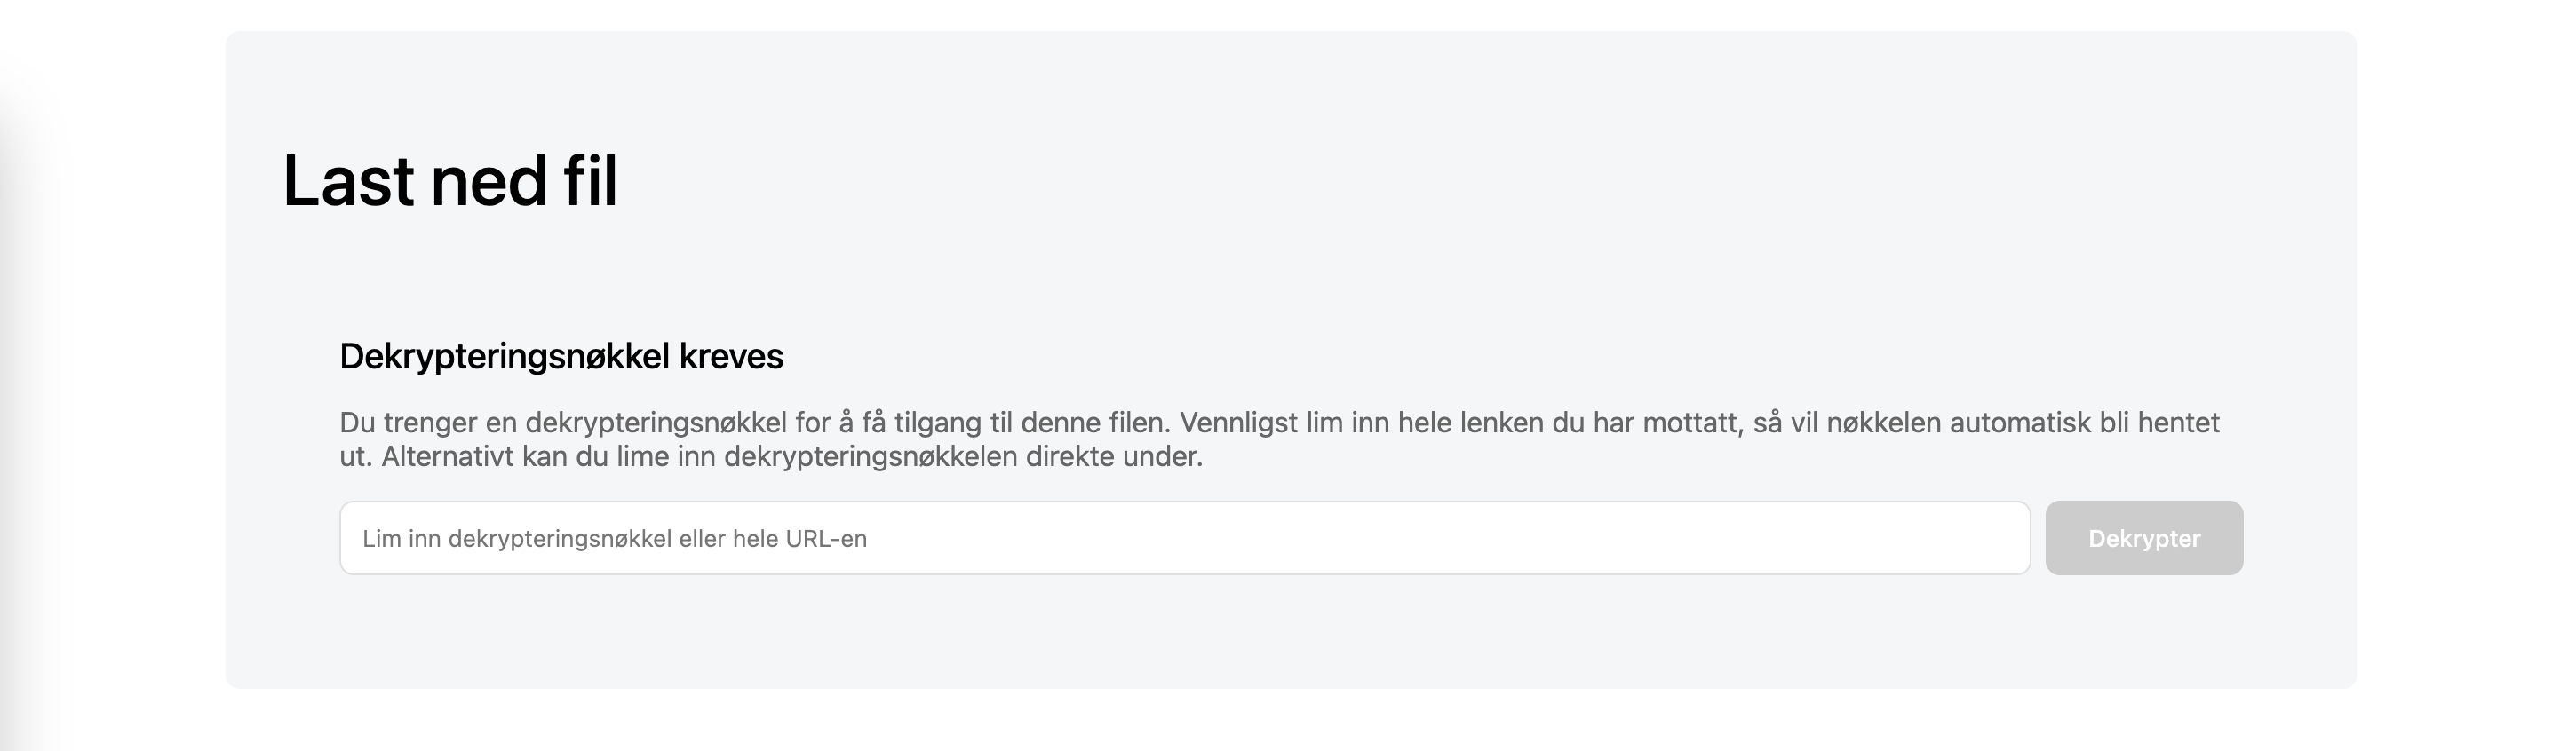 Last ned fil
Dekrypteringsnøkkel kreves
Du trenger en dekrypteringsnøkkel for å få tilgang til denne filen. Vennligst lim inn hele lenken du har mottatt, så vil nøkkelen automatisk bli hentet
ut. Alternativt kan du lime inn dekrypteringsnøkkelen direkte under.
Lim inn dekrypteringsnøkkel eller hele URL-en
Dekrypter